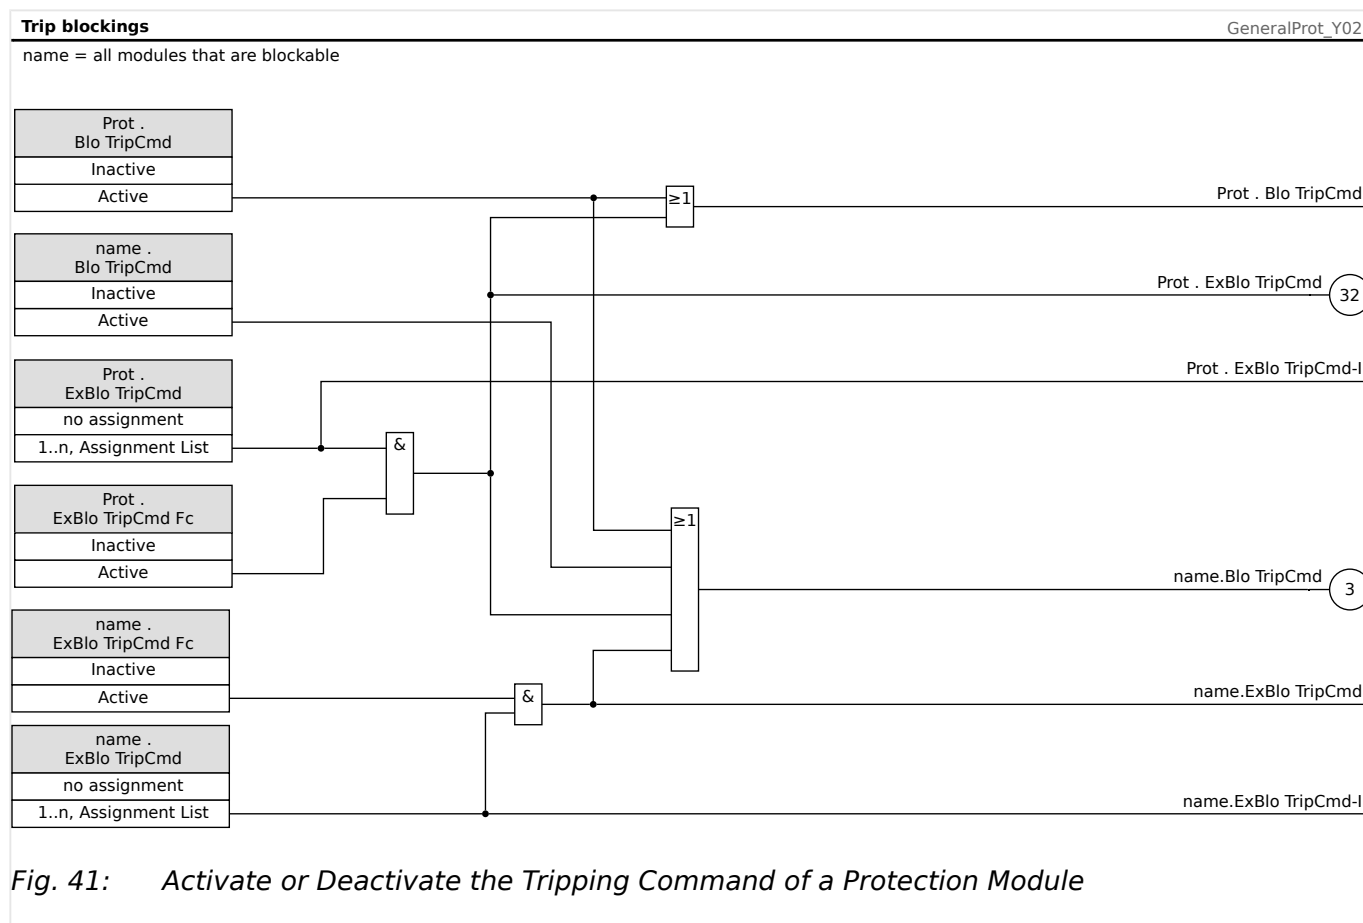 Trip blockings
GeneralProt_Y02
name = all modules that are blockable
Prot .
Blo TripCmd
Inactive
Active
≥1
Prot . Blo TripCmd
name .
Blo TripCmd
Inactive
Active
Prot . ExBlo TripCmd
32
Prot .
ExBlo TripCmd
no assignment
1..n, Assignment List
&
Prot . ExBlo TripCmd-I
Prot .
ExBlo TripCmd Fc
Inactive
Active
≥1
name.Blo TripCmd
3
name .
ExBlo TripCmd Fc
Inactive
Active
&
name.ExBlo TripCmd
name .
ExBlo TripCmd
no assignment
1..n, Assignment List
name.ExBlo TripCmd-I
Fig. 41: Activate or Deactivate the Tripping Command of a Protection Module